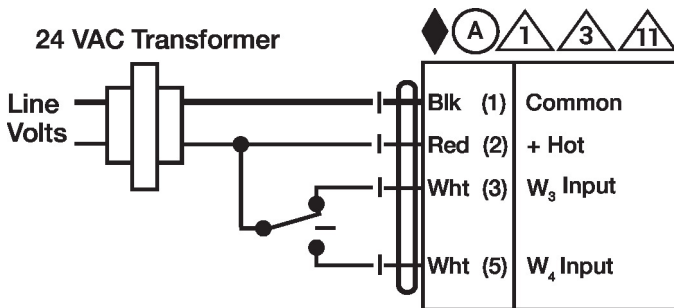 24 VAC Transformer
A 1 3 11
Line
Volts
Blk (1) Common
Red (2) + Hot
Wht (3) W₃ Input
Wht (5) W₄ Input